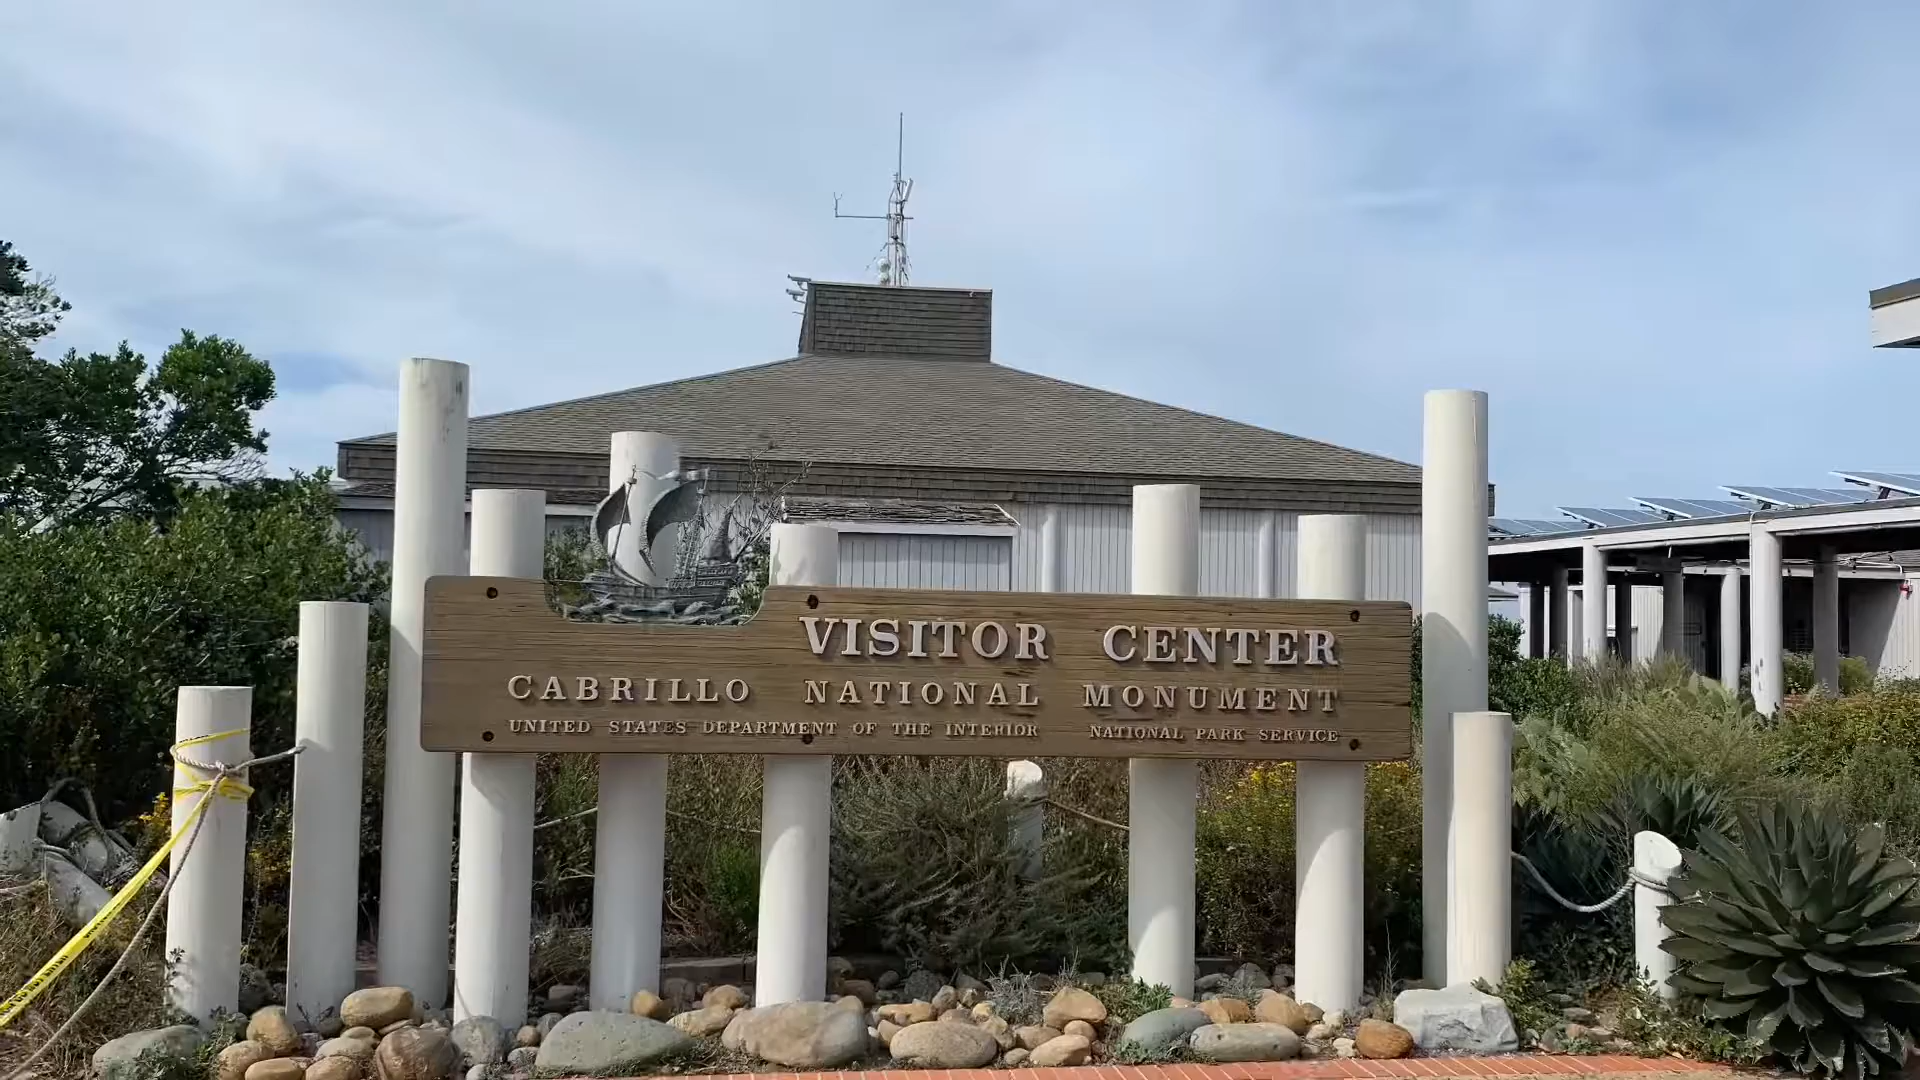 VISITOR CENTER
CABRILLO NATIONAL MONUMENT
UNITED STATES DEPARTMENT OF THE INTERIOR NATIONAL PARK SERVICE